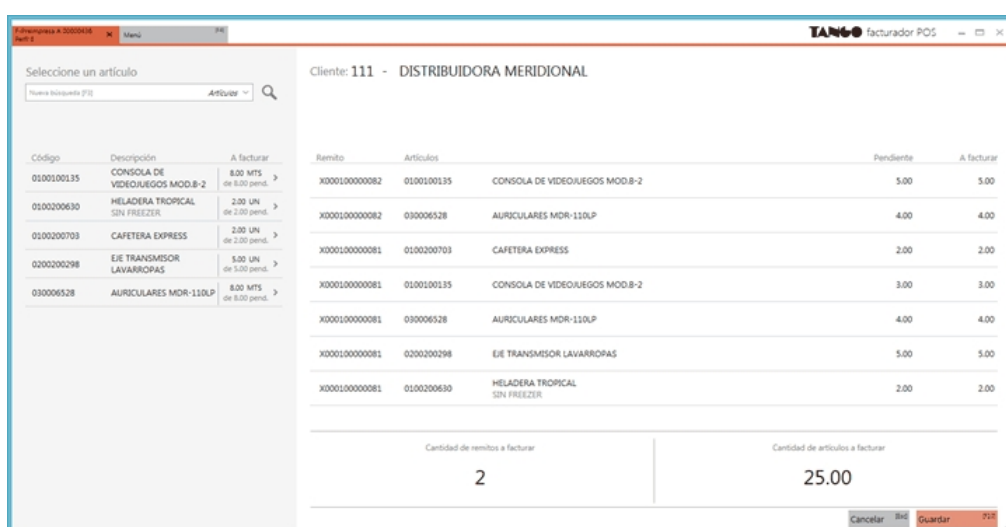 Perfil E
Menú
[F4]
TANGO facturador POS
Seleccione un artículo
Nueva búsqueda [F3]
Artículos
Cliente: 111 - DISTRIBUIDORA MERIDIONAL
Código Descripción A facturar
0100100135 CONSOLA DE VIDEOJUEGOS MOD.8-2 8.00 MTS de 8.00 pend.
0100200630 HELADERA TROPICAL SIN FREEZER 2.00 UN de 2.00 pend.
0100200703 CAFETERA EXPRESS 2.00 UN de 2.00 pend.
0200200298 EJE TRANSMISOR LAVARROPAS 5.00 UN de 5.00 pend.
030006528 AURICULARES MDR-110LP 8.00 MTS de 8.00 pend.
Remito Artículos Pendiente A facturar
X000100000082 0100100135 CONSOLA DE VIDEOJUEGOS MOD.8-2 5.00 5.00
X000100000082 030006528 AURICULARES MDR-110LP 4.00 4.00
X000100000081 0100200703 CAFETERA EXPRESS 2.00 2.00
X000100000081 0100100135 CONSOLA DE VIDEOJUEGOS MOD.8-2 3.00 3.00
X000100000081 030006528 AURICULARES MDR-110LP 4.00 4.00
X000100000081 0200200298 EJE TRANSMISOR LAVARROPAS 5.00 5.00
X000100000081 0100200630 HELADERA TROPICAL 2.00 2.00
SIN FREEZER
Cantidad de remitos a facturar
2
Cantidad de artículos a facturar
25.00
Cancelar
Guardar